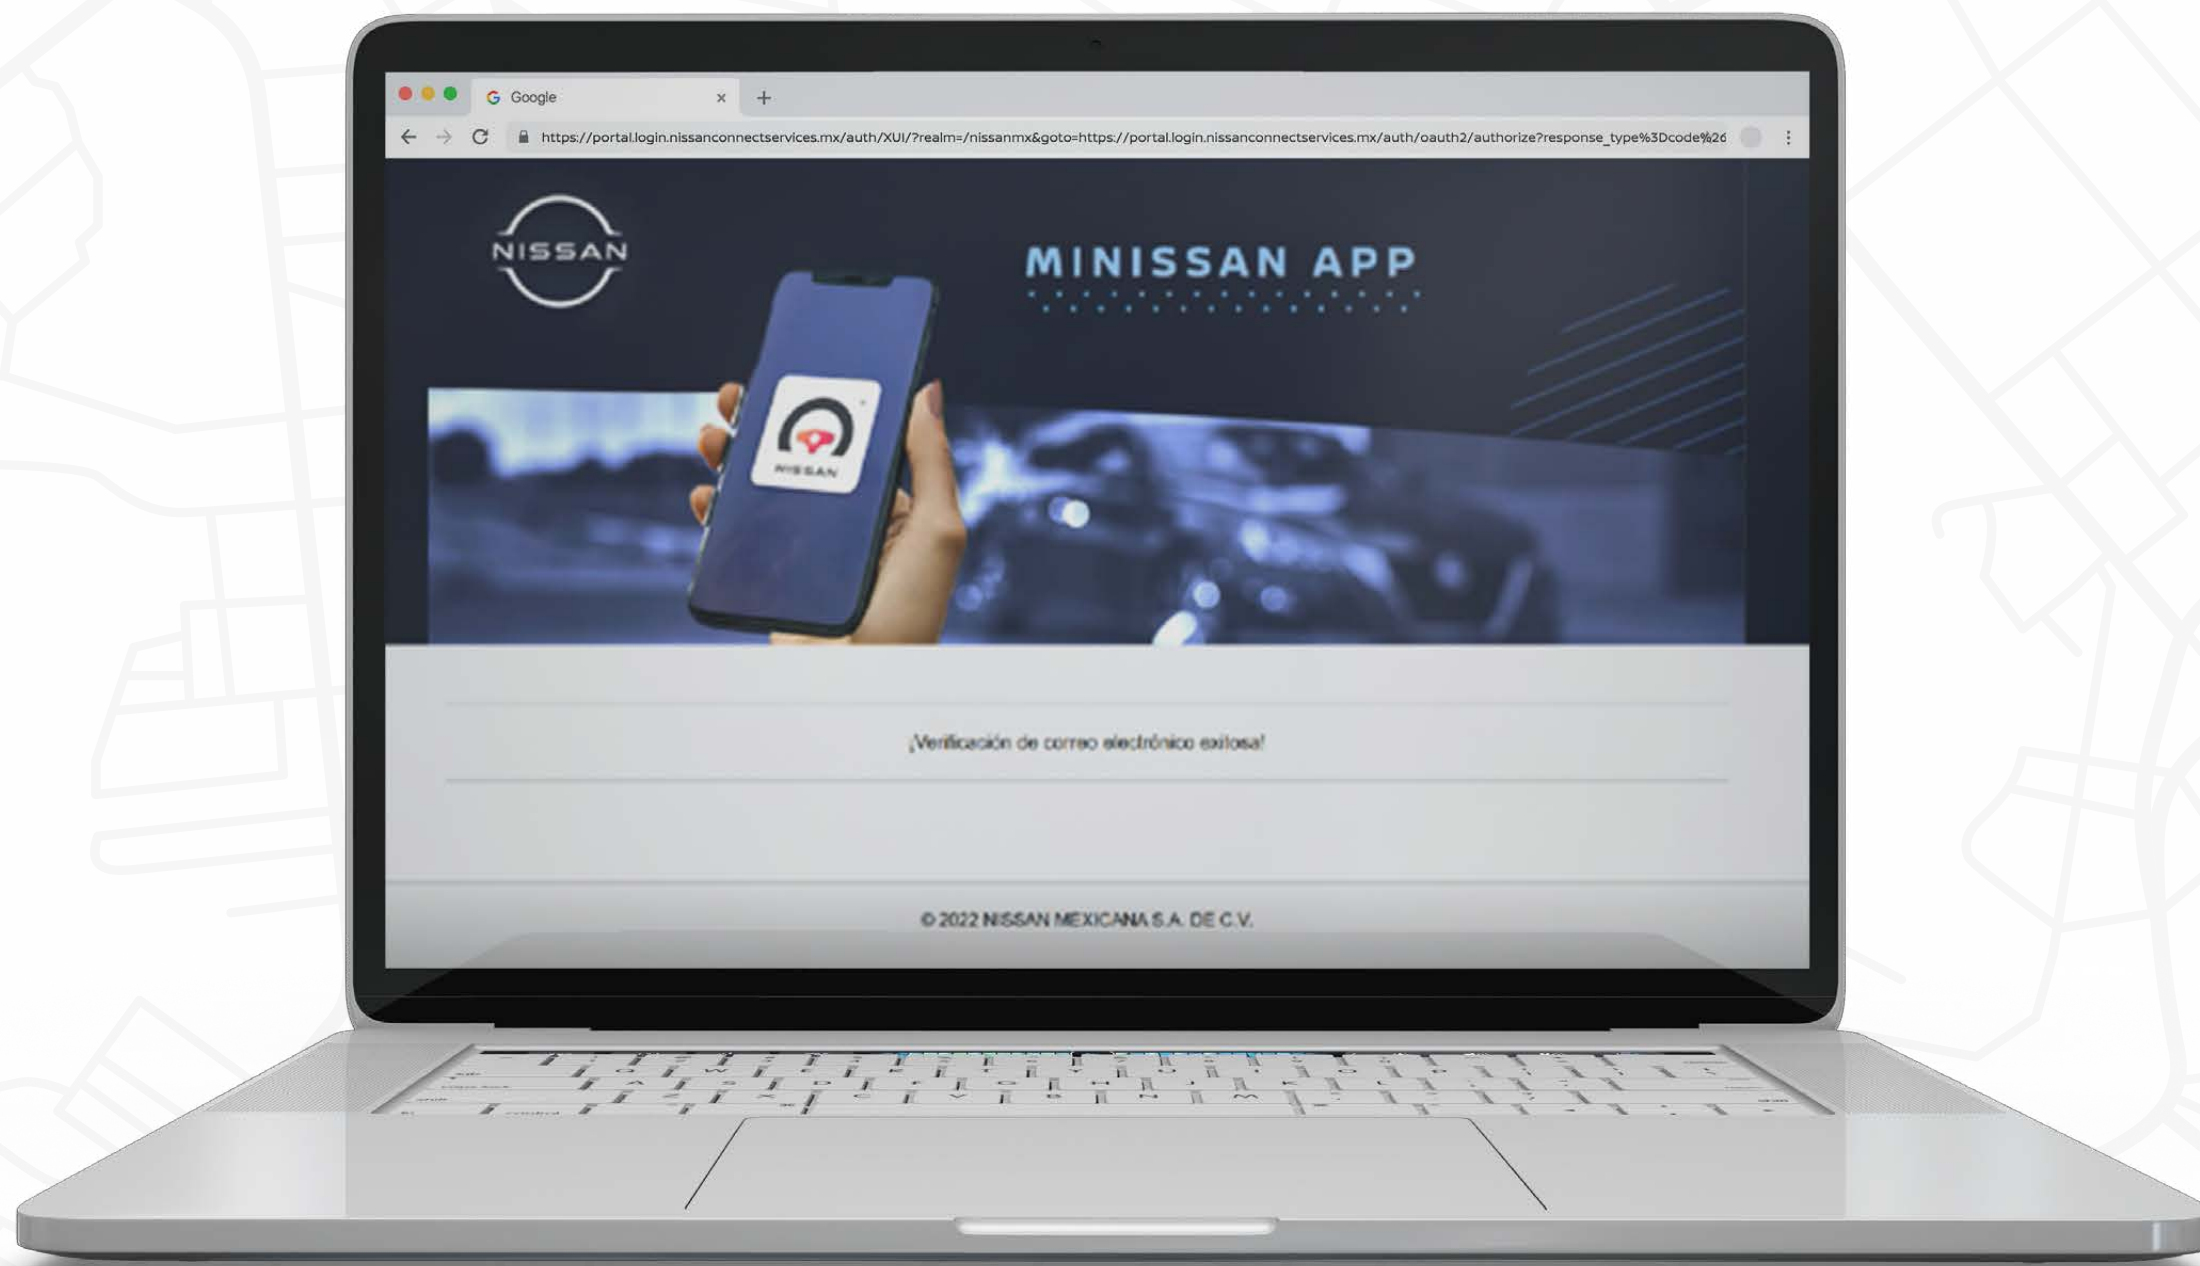 Google
https://portal.login.nissanconnectservices.mx/auth/XUI/?realm=/nissanmx&goto=https://portal.login.nissanconnectservices.mx/auth/oauth2/authorize?response_type%3Dcode%26
NISSAN
MINISSAN APP
NISSAN
¡Verificación de correo electrónico exitosa!
© 2022 NISSAN MEXICANA S.A. DE C.V.